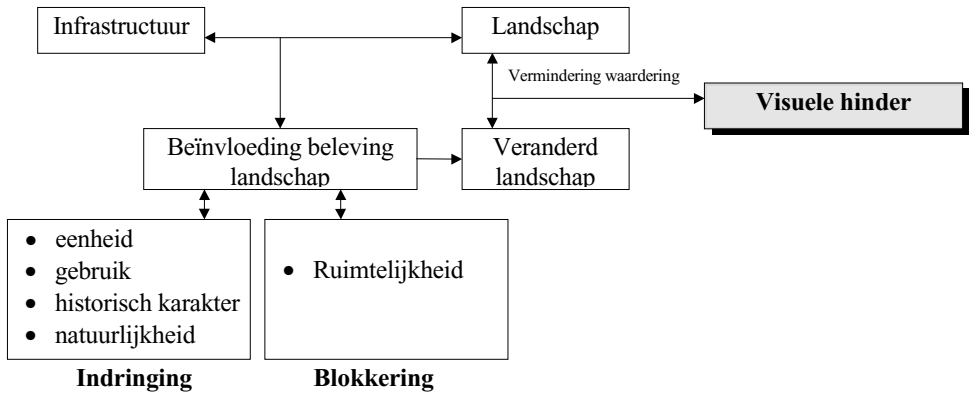 Infrastructuur
Landschap
Vermindering waardering
Visuele hinder
Beïnvloeding beleving
landschap
Veranderd
landschap
• eenheid
• gebruik
• historisch karakter
• natuurlijkheid
• Ruimtelijkheid
Indringing
Blokkering